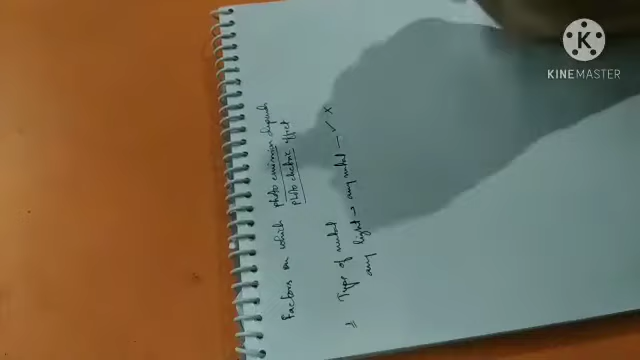 Factors on which photo emission depends
photo electric effect
1 Type of metal
any light → any metal – ✓ x
K
KINEMASTER